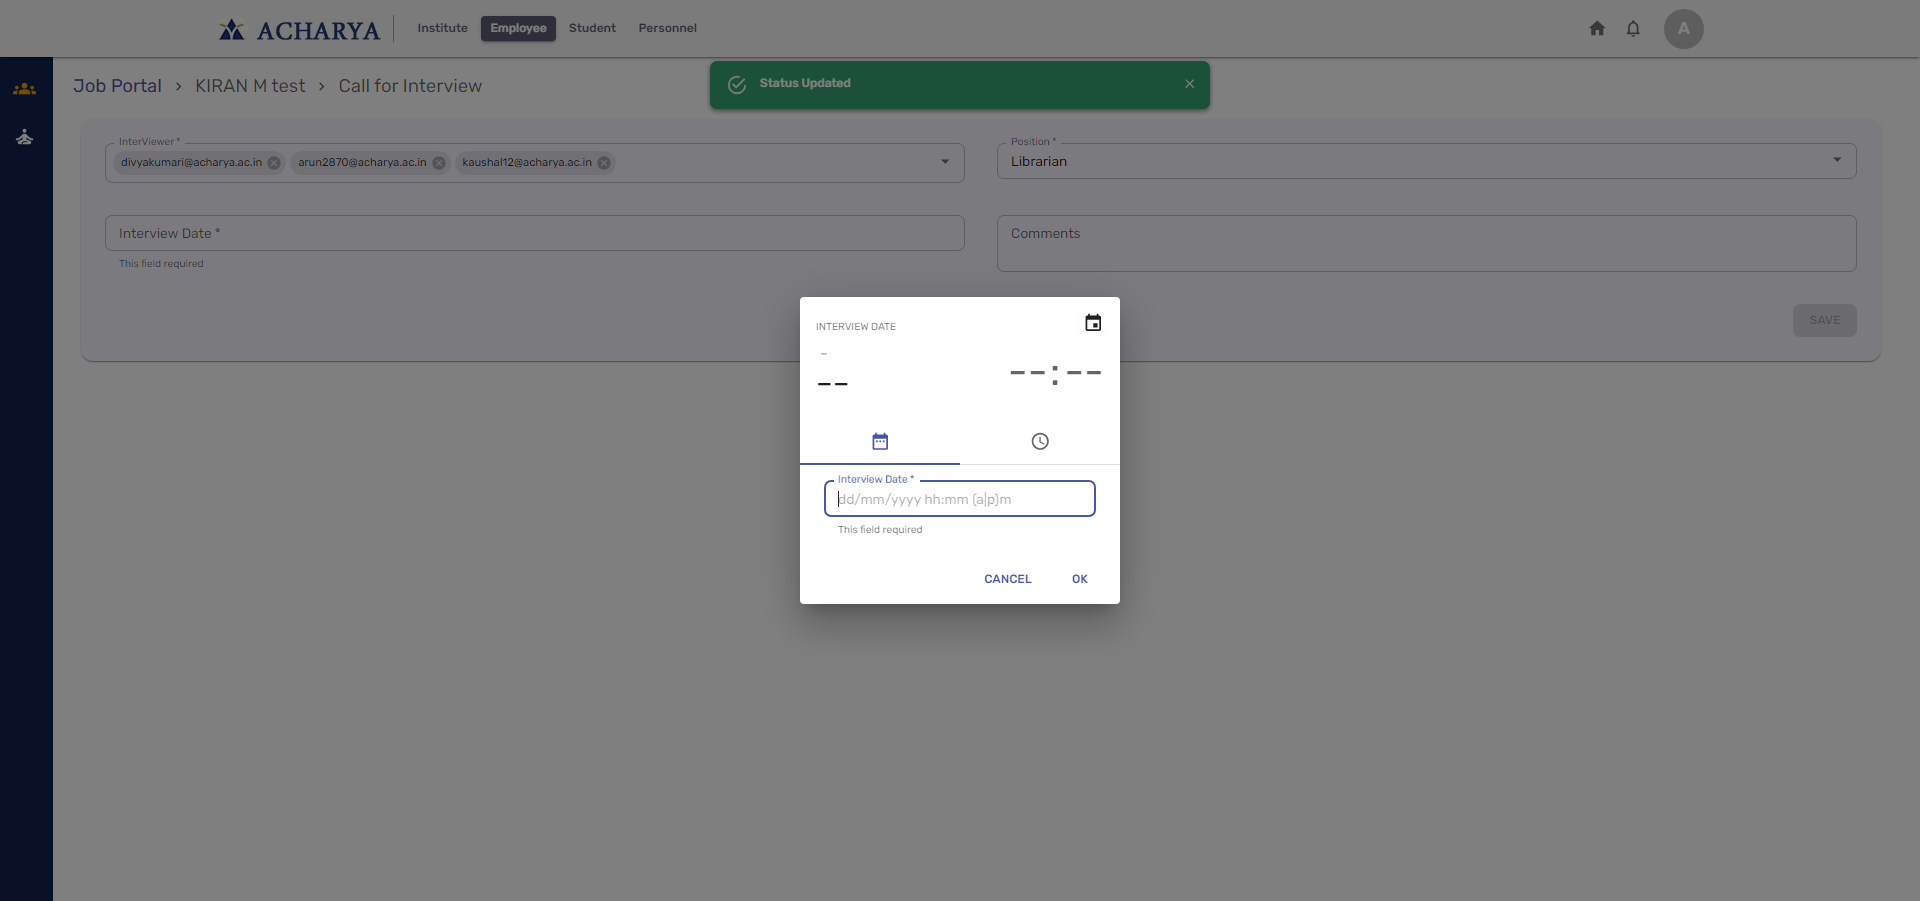 ACHARYA
Institute
Employee
Student
Personnel
A
Job Portal > KIRAN M test > Call for Interview
Status Updated
InterViewer *
divyakumari@acharya.ac.in
arun2870@acharya.ac.in
kaushal12@acharya.ac.in
Position *
Librarian
Interview Date *
This field required
Comments
SAVE
INTERVIEW DATE
–
--
--:--
Interview Date *
dd/mm/yyyy hh:mm (a|p)m
This field required
CANCEL
OK